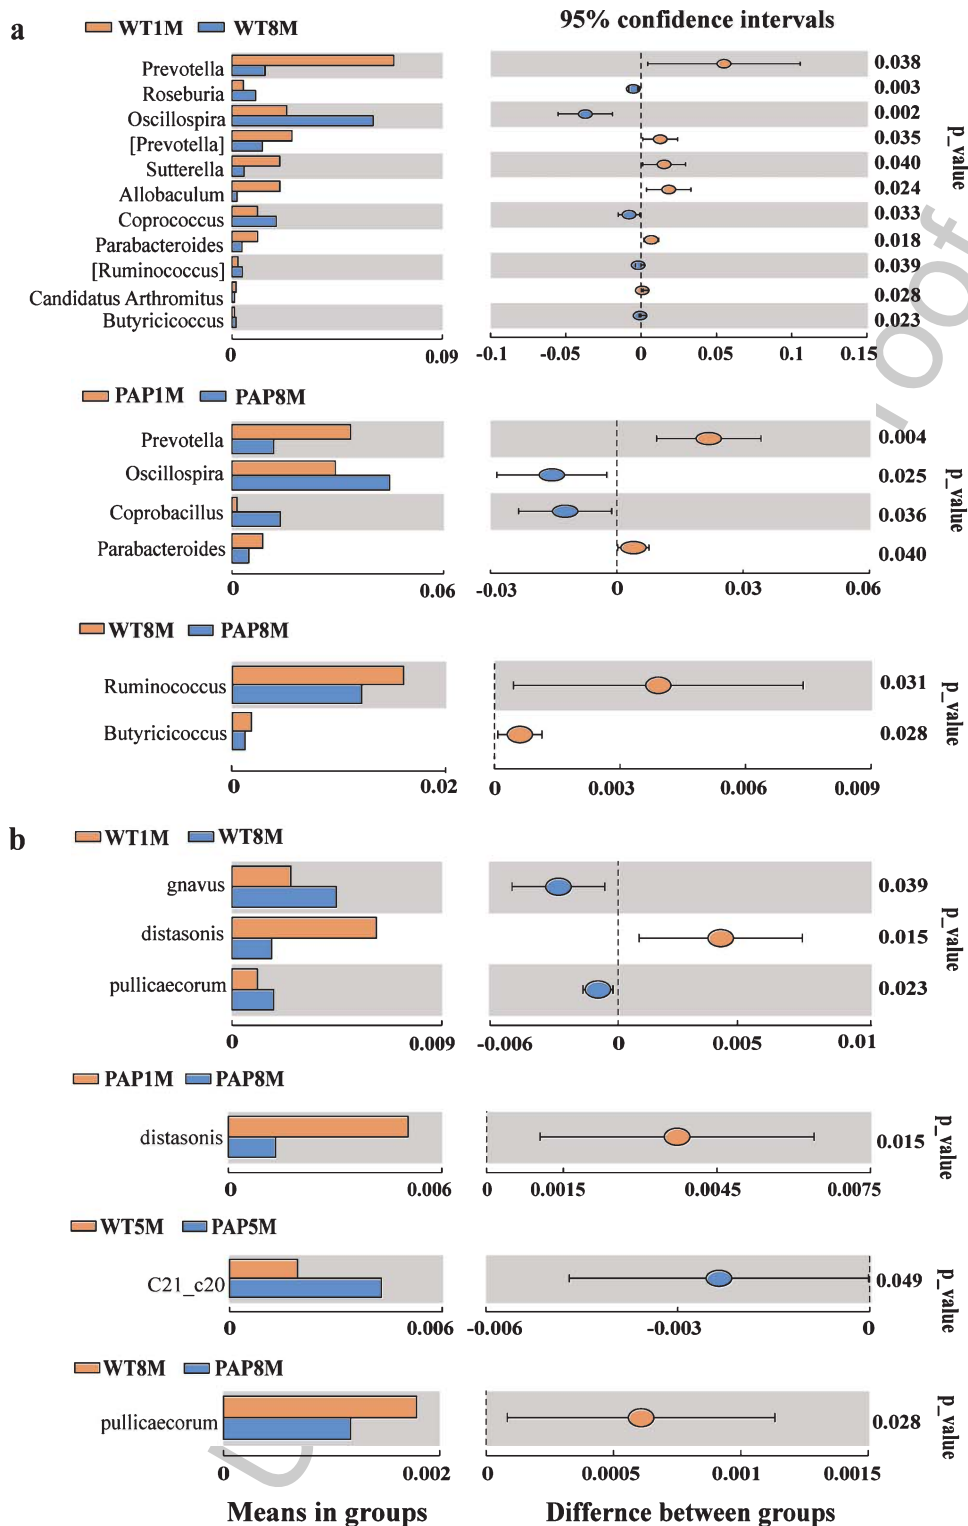 a
WT1M WT8M
95% confidence intervals
Prevotella 0.038
Roseburia 0.003
Oscillospira 0.002
[Prevotella] 0.035
Sutterella 0.040
Allobaculum 0.024
Coprococcus 0.033
Parabacteroides 0.018
[Ruminococcus] 0.039
Candidatus Arthromitus 0.028
Butyricicoccus 0.023
p_value
0 0.09 -0.1 -0.05 0 0.05 0.1 0.15
PAP1M PAP8M
Prevotella 0.004
Oscillospira 0.025
Coprobacillus 0.036
Parabacteroides 0.040
p_value
0 0.06 -0.03 0 0.03 0.06
WT8M PAP8M
Ruminococcus 0.031
Butyricicoccus 0.028
p_value
0 0.02 0 0.003 0.006 0.009
b
WT1M WT8M
gnavus 0.039
distasonis 0.015
pullicaecorum 0.023
p_value
0 0.009 -0.006 0 0.005 0.01
PAP1M PAP8M
distasonis 0.015
p_value
0 0.006 0 0.0015 0.0045 0.0075
WT5M PAP5M
C21_c20 0.049
p_value
0 0.006 -0.006 -0.003 0
WT8M PAP8M
pullicaecorum 0.028
p_value
0 0.002 0 0.0005 0.001 0.0015
Means in groups Differnce between groups